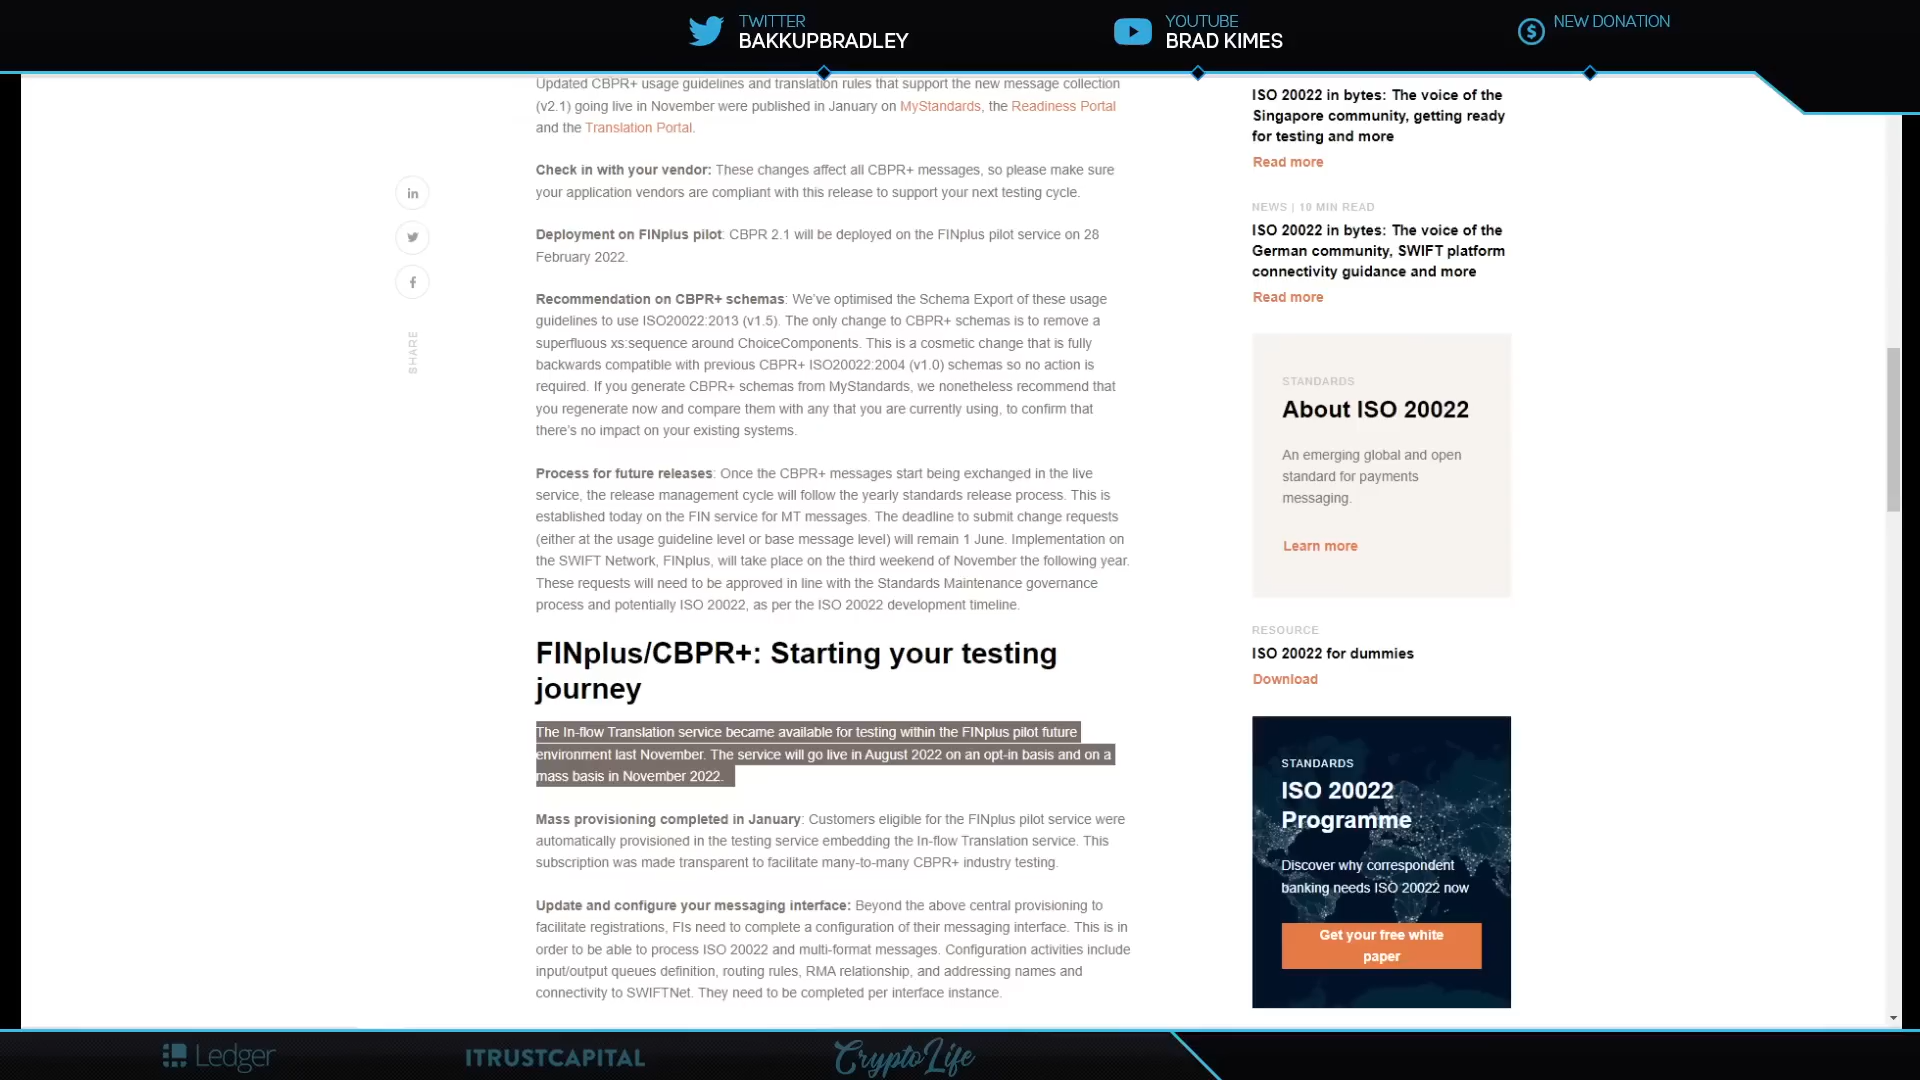 TWITTER
BAKKUPBRADLEY
YOUTUBE
BRAD KIMES
NEW DONATION
Updated CBPR+ usage guidelines and translation rules that support the new message collection
(v2.1) going live in November were published in January on MyStandards, the Readiness Portal
and the Translation Portal.
Check in with your vendor: These changes affect all CBPR+ messages, so please make sure
your application vendors are compliant with this release to support your next testing cycle.
Deployment on FINplus pilot: CBPR 2.1 will be deployed on the FINplus pilot service on 28
February 2022.
Recommendation on CBPR+ schemas: We've optimised the Schema Export of these usage
guidelines to use ISO20022:2013 (v1.5). The only change to CBPR+ schemas is to remove a
superfluous xs:sequence around ChoiceComponents. This is a cosmetic change that is fully
backwards compatible with previous CBPR+ ISO20022:2004 (v1.0) schemas so no action is
required. If you generate CBPR+ schemas from MyStandards, we nonetheless recommend that
you regenerate now and compare them with any that you are currently using, to confirm that
there's no impact on your existing systems.
Process for future releases: Once the CBPR+ messages start being exchanged in the live
service, the release management cycle will follow the yearly standards release process. This is
established today on the FIN service for MT messages. The deadline to submit change requests
(either at the usage guideline level or base message level) will remain 1 June. Implementation on
the SWIFT Network, FINplus, will take place on the third weekend of November the following year.
These requests will need to be approved in line with the Standards Maintenance governance
process and potentially ISO 20022, as per the ISO 20022 development timeline.
FINplus/CBPR+: Starting your testing
journey
The In-flow Translation service became available for testing within the FINplus pilot future
environment last November. The service will go live in August 2022 on an opt-in basis and on a
mass basis in November 2022.
Mass provisioning completed in January: Customers eligible for the FINplus pilot service were
automatically provisioned in the testing service embedding the In-flow Translation service. This
subscription was made transparent to facilitate many-to-many CBPR+ industry testing.
Update and configure your messaging interface: Beyond the above central provisioning to
facilitate registrations, FIs need to complete a configuration of their messaging interface. This is in
order to be able to process ISO 20022 and multi-format messages. Configuration activities include
input/output queues definition, routing rules, RMA relationship, and addressing names and
connectivity to SWIFTNet. They need to be completed per interface instance.
SHARE
ISO 20022 in bytes: The voice of the
Singapore community, getting ready
for testing and more
Read more
NEWS | 10 MIN READ
ISO 20022 in bytes: The voice of the
German community, SWIFT platform
connectivity guidance and more
Read more
STANDARDS
About ISO 20022
An emerging global and open
standard for payments
messaging.
Learn more
RESOURCE
ISO 20022 for dummies
Download
STANDARDS
ISO 20022
Programme
Discover why correspondent
banking needs ISO 20022 now
Get your free white
paper
Ledger
ITRUSTCAPITAL
CryptoLife